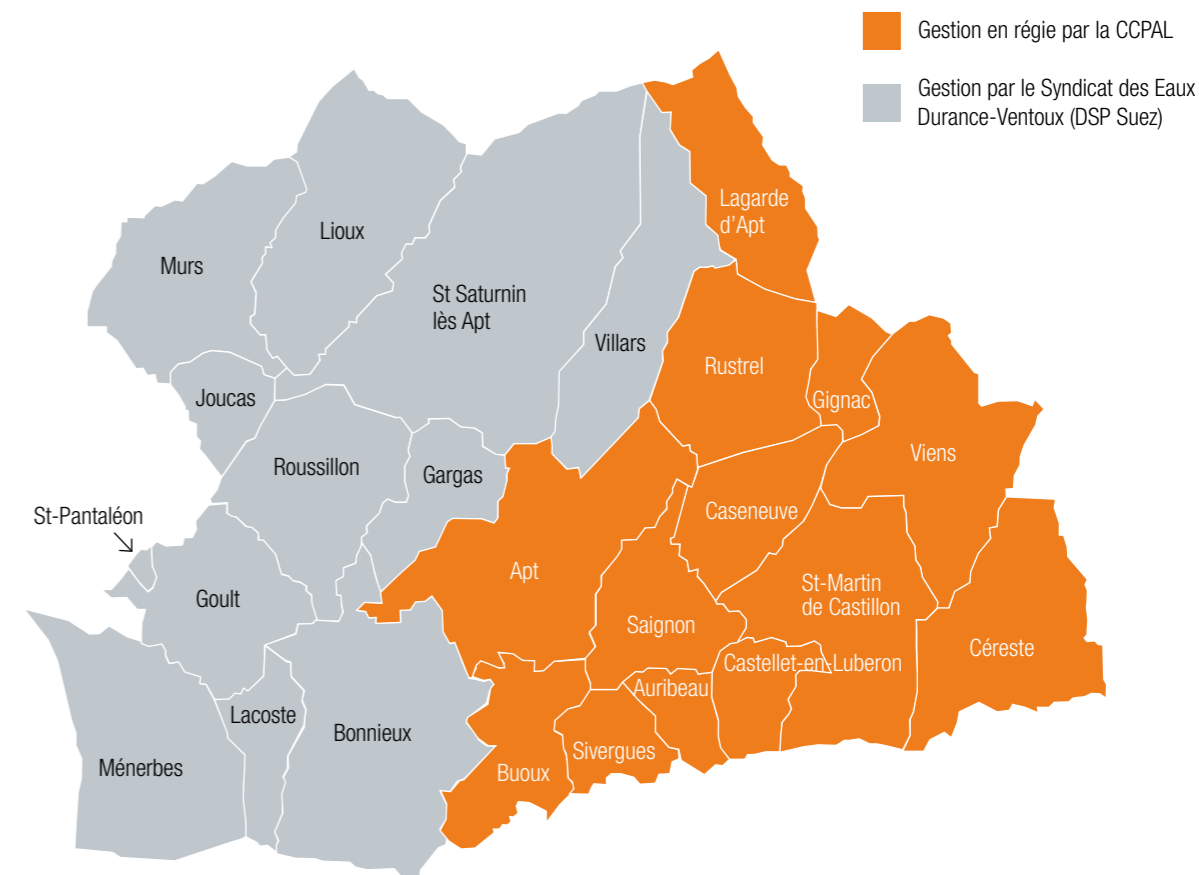 Gestion en régie par la CCPAL
Gestion par le Syndicat des Eaux
Durance-Ventoux (DSP Suez)
Lagarde
d'Apt
Lioux
Murs
St Saturnin
lès Apt
Villars
Rustrel
Joucas
Gignac
Viens
Roussillon
Gargas
Caseneuve
St-Pantaléon
Apt
St-Martin
de Castillon
Goult
Saignon
Céreste
Castellet-en-Luberon
Auribeau
Lacoste
Bonnieux
Sivergues
Ménerbes
Buoux